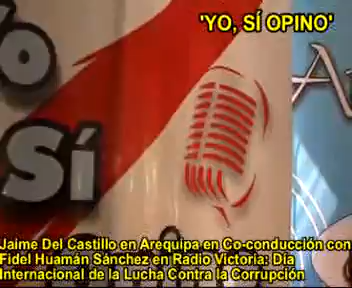 'YO, SÍ OPINO'
Yo
Sí
A
Jaime Del Castillo en Arequipa en Co-conducción con
Fidel Huamán Sánchez en Radio Victoria: Día
Internacional de la Lucha Contra la Corrupción